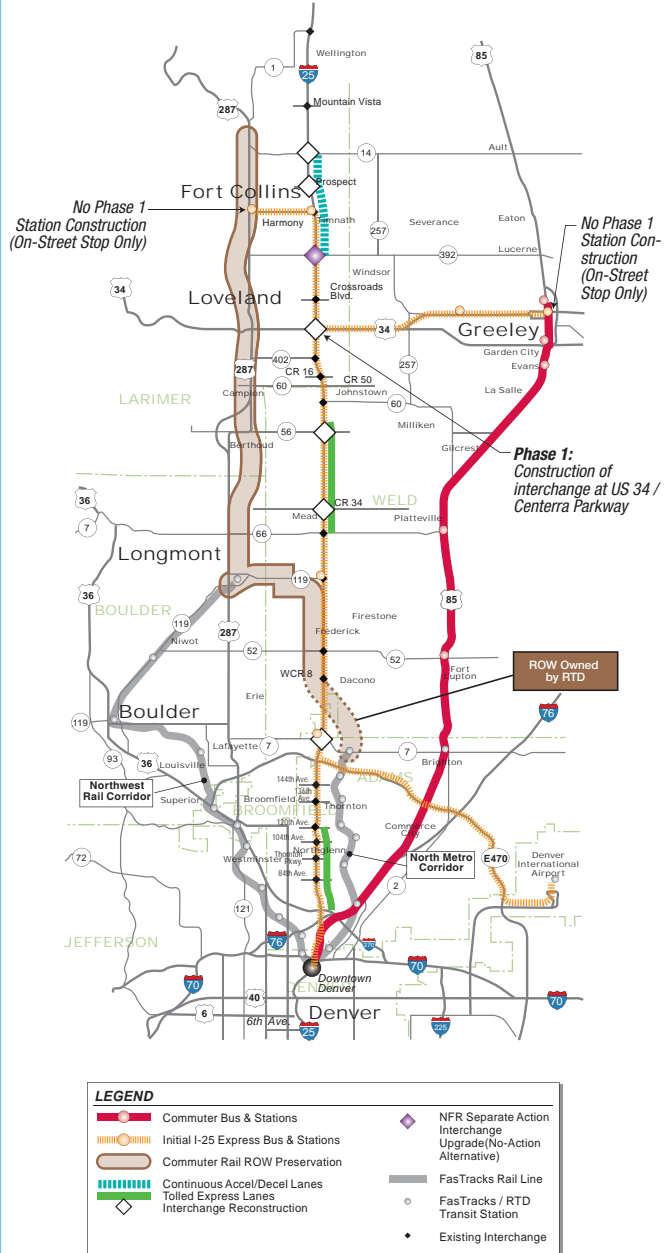 Wellington
85
1
25
287
Mountain Vista
14
Ault
Prospect
Fort Collins
No Phase 1
Station Construction
(On-Street Stop Only)
Harmony
Timnath
257
Severance
Eaton
No Phase 1
Station Con-
struction
(On-Street
Stop Only)
392
Lucerne
Windsor
Crossroads
Blvd.
34
Loveland
34
Greeley
Garden City
Evans
402
287
CR 16
257
CR 50
60
Campion
Johnstown
La Salle
LARIMER
60
Milliken
56
Berthoud
Gilcrest
Phase 1:
Construction of
interchange at US 34 /
Centerra Parkway
36
7
CR 34
WELD
Mead
Platteville
66
Longmont
119
36
85
BOULDER
119
287
Firestone
Frederick
Niwot
52
52
WCR 8
Dacono
Fort
Lupton
ROW Owned
by RTD
Erie
76
Boulder
119
Lafayette
7
7
93
36
Louisville
Brighton
Northwest
Rail Corridor
144th Ave.
136th
Ave.
ADAMS
Superior
Broomfield
Thornton
BROOMFIELD
120th Ave.
Commerce
City
104th Ave.
Northglenn
Thornton
Pkwy.
84th Ave.
Westminster
72
North Metro
Corridor
E470
Denver
International
Airport
2
121
JEFFERSON
76
270
70
Downtown
Denver
70
DENVER
40
70
6
6th Ave.
Denver
25
225
LEGEND
Commuter Bus & Stations
Initial I-25 Express Bus & Stations
Commuter Rail ROW Preservation
Continuous Accel/Decel Lanes
Tolled Express Lanes
Interchange Reconstruction
NFR Separate Action
Interchange
Upgrade(No-Action
Alternative)
FasTracks Rail Line
FasTracks / RTD
Transit Station
Existing Interchange